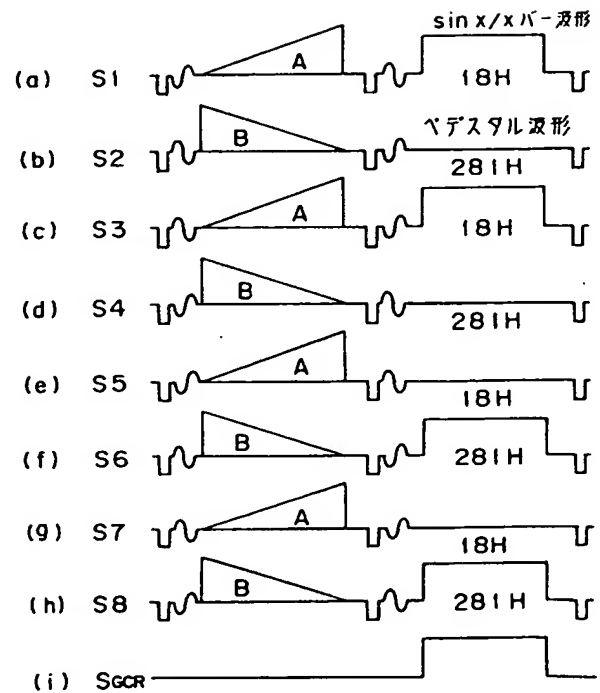 sin x/x バー波形
(a) S1 A 18H
ペデスタル波形
(b) S2 B 281H
(c) S3 A 18H
(d) S4 B 281H
(e) S5 A 18H
(f) S6 B 281H
(g) S7 A 18H
(h) S8 B 281H
(i) SGCR